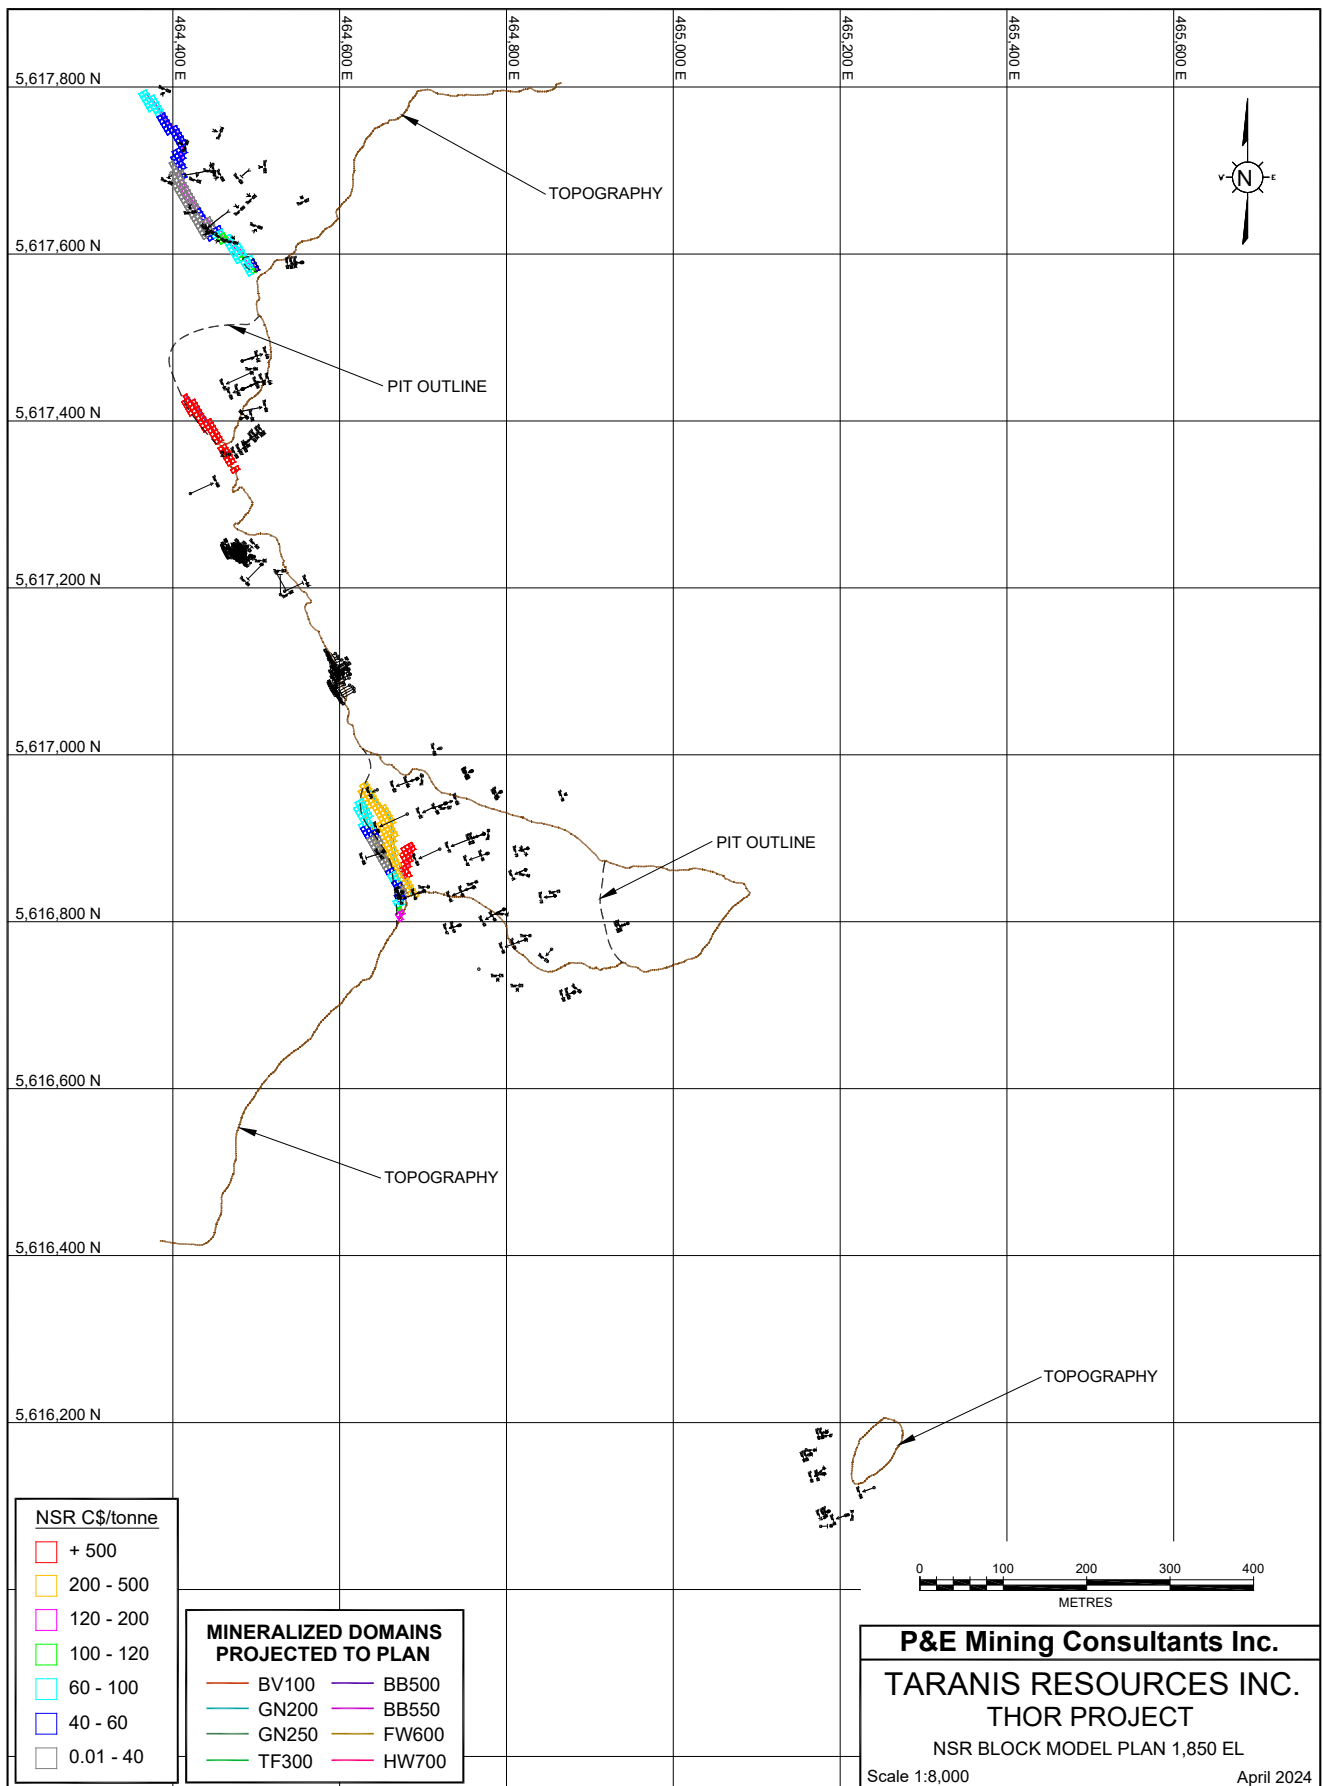 464,400 E
464,600 E
464,800 E
465,000 E
465,200 E
465,400 E
465,600 E
5,617,800 N
5,617,600 N
5,617,400 N
5,617,200 N
5,617,000 N
5,616,800 N
5,616,600 N
5,616,400 N
5,616,200 N
N
E
TOPOGRAPHY
PIT OUTLINE
PIT OUTLINE
TOPOGRAPHY
TOPOGRAPHY
NSR C$/tonne
+ 500
200 - 500
120 - 200
100 - 120
60 - 100
40 - 60
0.01 - 40
MINERALIZED DOMAINS
PROJECTED TO PLAN
BV100
BB500
GN200
BB550
GN250
FW600
TF300
HW700
0 100 200 300 400
METRES
P&E Mining Consultants Inc.
TARANIS RESOURCES INC.
THOR PROJECT
NSR BLOCK MODEL PLAN 1,850 EL
Scale 1:8,000
April 2024